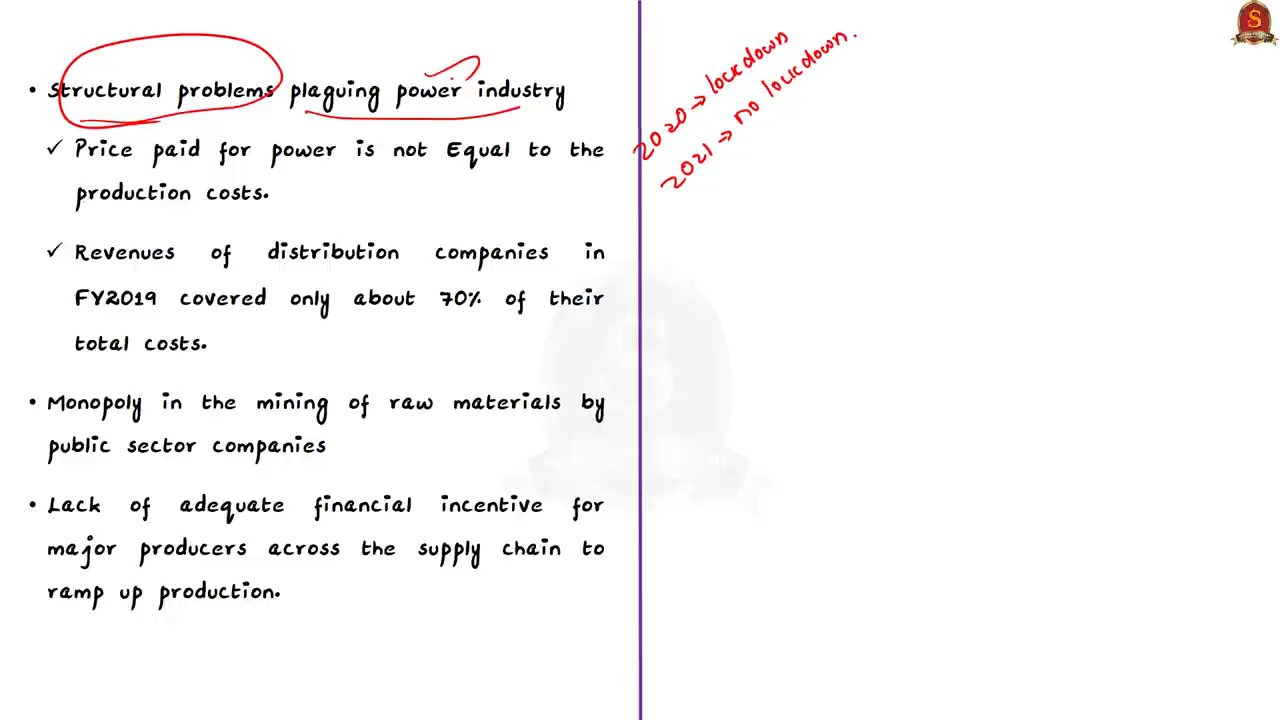 • Structural problems plaguing power industry
✓ Price paid for power is not Equal to the
production costs.
✓ Revenues of distribution companies in
FY2019 covered only about 70% of their
total costs.
• Monopoly in the mining of raw materials by
public sector companies
• Lack of adequate financial incentive for
major producers across the supply chain to
ramp up production.
2020 → lockdown
2021 → no lockdown.
S